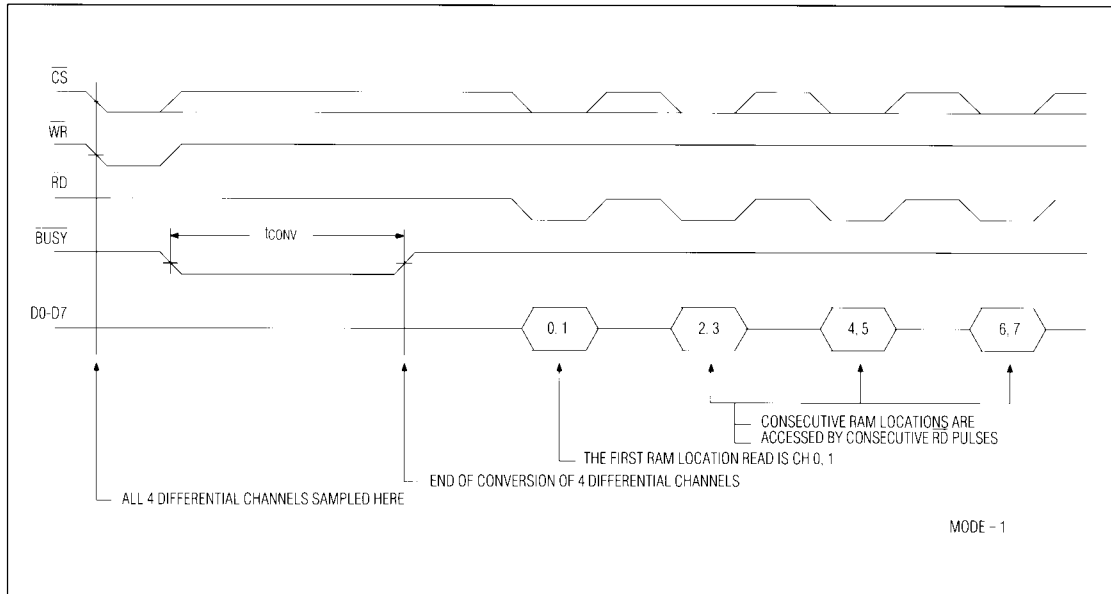 CS
WR
RD
BUSY
tCONV
D0-D7
0, 1
2, 3
4, 5
6, 7
CONSECUTIVE RAM LOCATIONS ARE
ACCESSED BY CONSECUTIVE RD PULSES
THE FIRST RAM LOCATION READ IS CH 0, 1
END OF CONVERSION OF 4 DIFFERENTIAL CHANNELS
ALL 4 DIFFERENTIAL CHANNELS SAMPLED HERE
MODE – 1